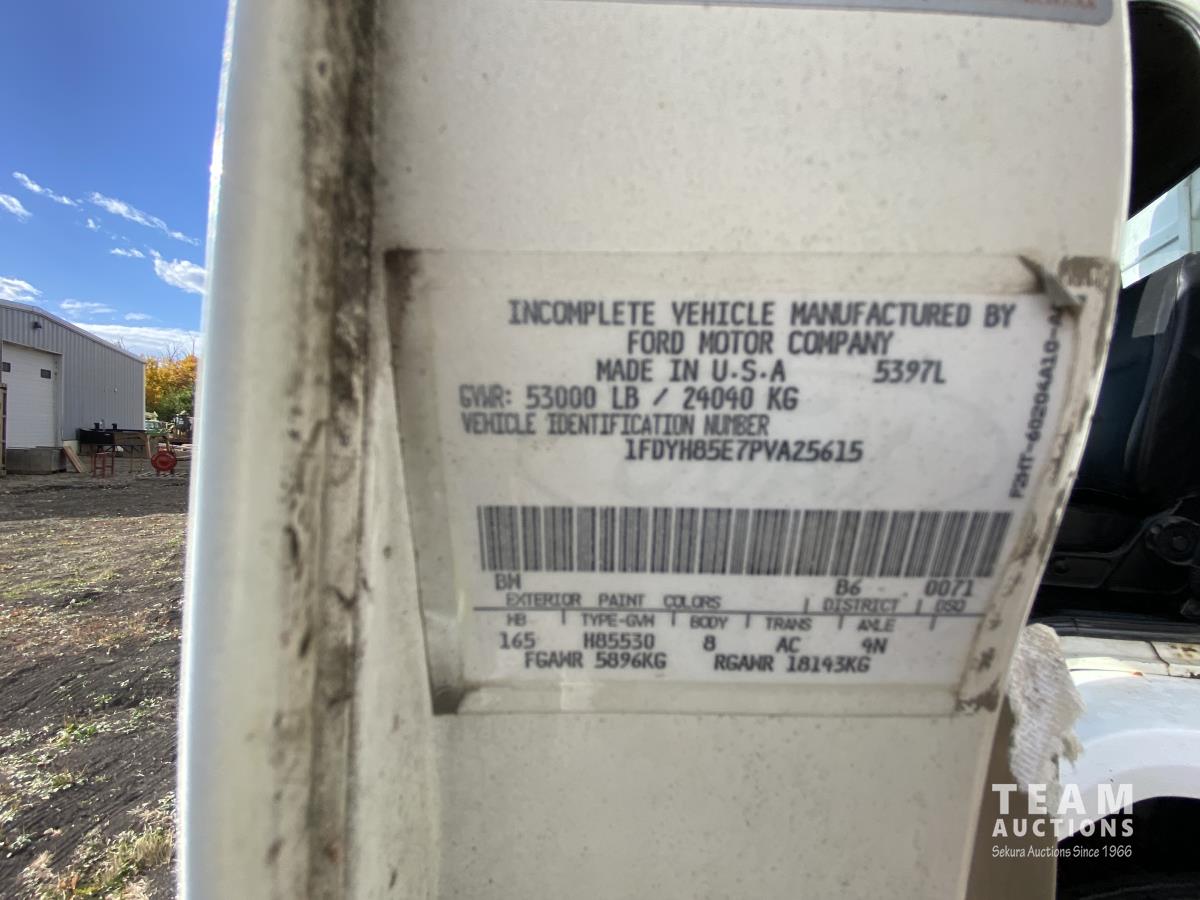 INCOMPLETE VEHICLE MANUFACTURED BY
FORD MOTOR COMPANY
MADE IN U.S.A 5397L
GVWR: 53000 LB / 24040 KG
VEHICLE IDENTIFICATION NUMBER
1FDYH85E7PVA25615
BM B6 0071
EXTERIOR PAINT COLORS | DISTRICT | DSO
WB | TYPE-GVW | BODY | TRANS | AXLE |
165 H85530 8 AC 4N
FGAWR 5896KG RGAWR 18143KG
P2HT-60204A10-A
TEAM
AUCTIONS
Sekura Auctions Since 1966